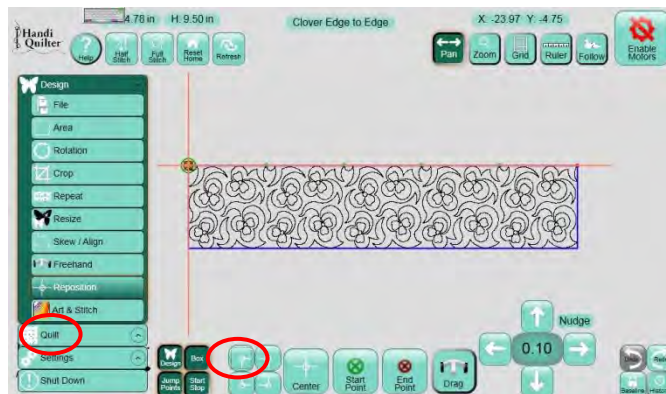 4.78 in H: 9.50 in
Clover Edge to Edge
X: -23.97 Y: -4.75
Handi
Quilter
Help
Half
Stitch
Full
Stitch
Reset
Home
Refresh
Pan
Zoom
Grid
Ruler
Follow
Enable
Motors
Design
File
Area
Rotation
Crop
Repeat
Resize
Skew / Align
Freehand
Reposition
Art & Stitch
Quilt
Settings
Shut Down
Design
Box
Jump
Points
Start
Stop
Center
Start
Point
End
Point
Drag
Nudge
0.10
Baseline